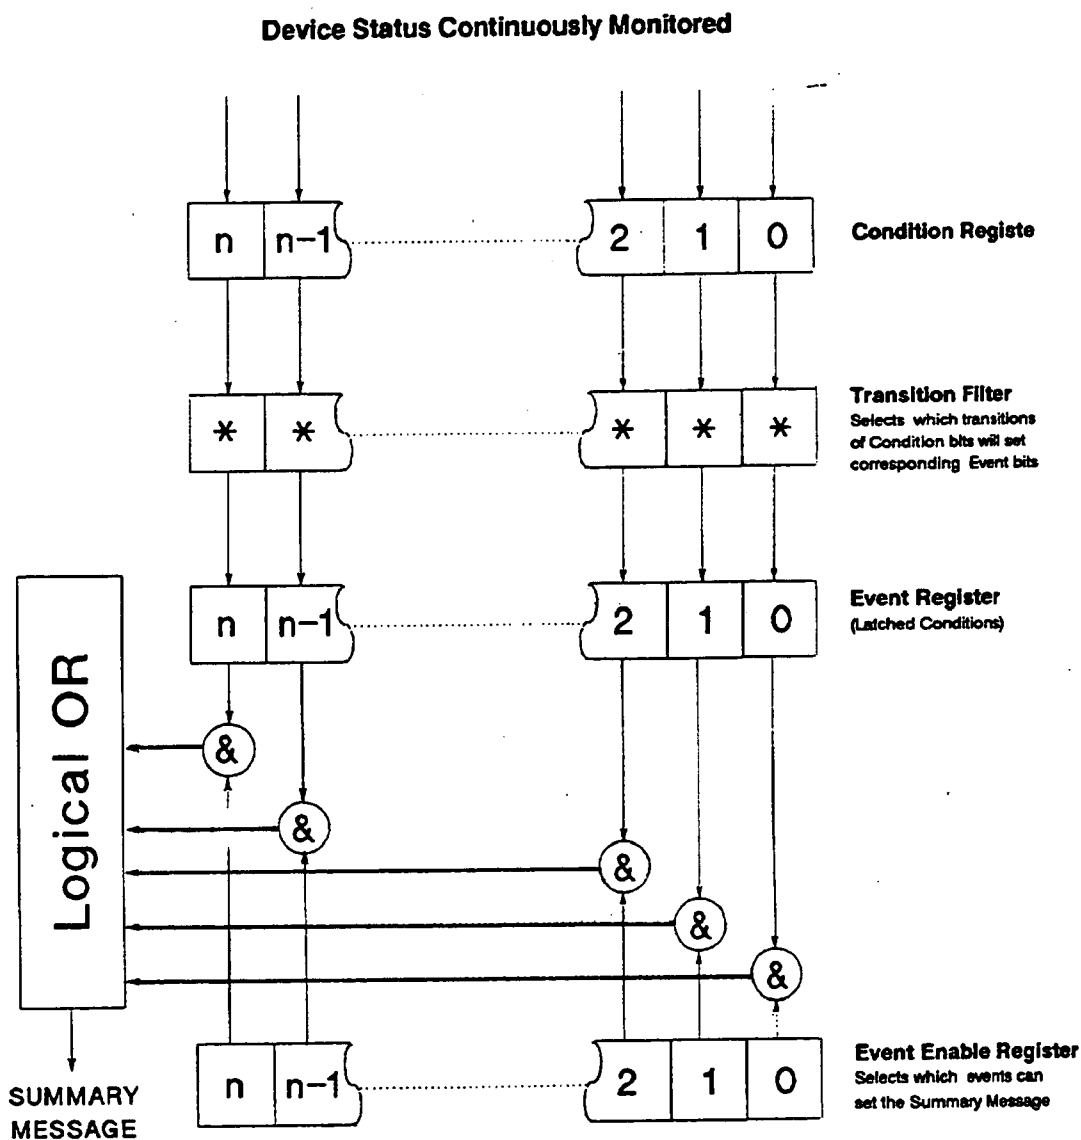 Device Status Continuously Monitored
n n-1 2 1 0
Condition Registe
* * * * *
Transition Filter
Selects which transitions
of Condition bits will set
corresponding Event bits
n n-1 2 1 0
Event Register
(Latched Conditions)
Logical OR
&
&
&
&
&
n n-1 2 1 0
Event Enable Register
Selects which events can
set the Summary Message
SUMMARY
MESSAGE